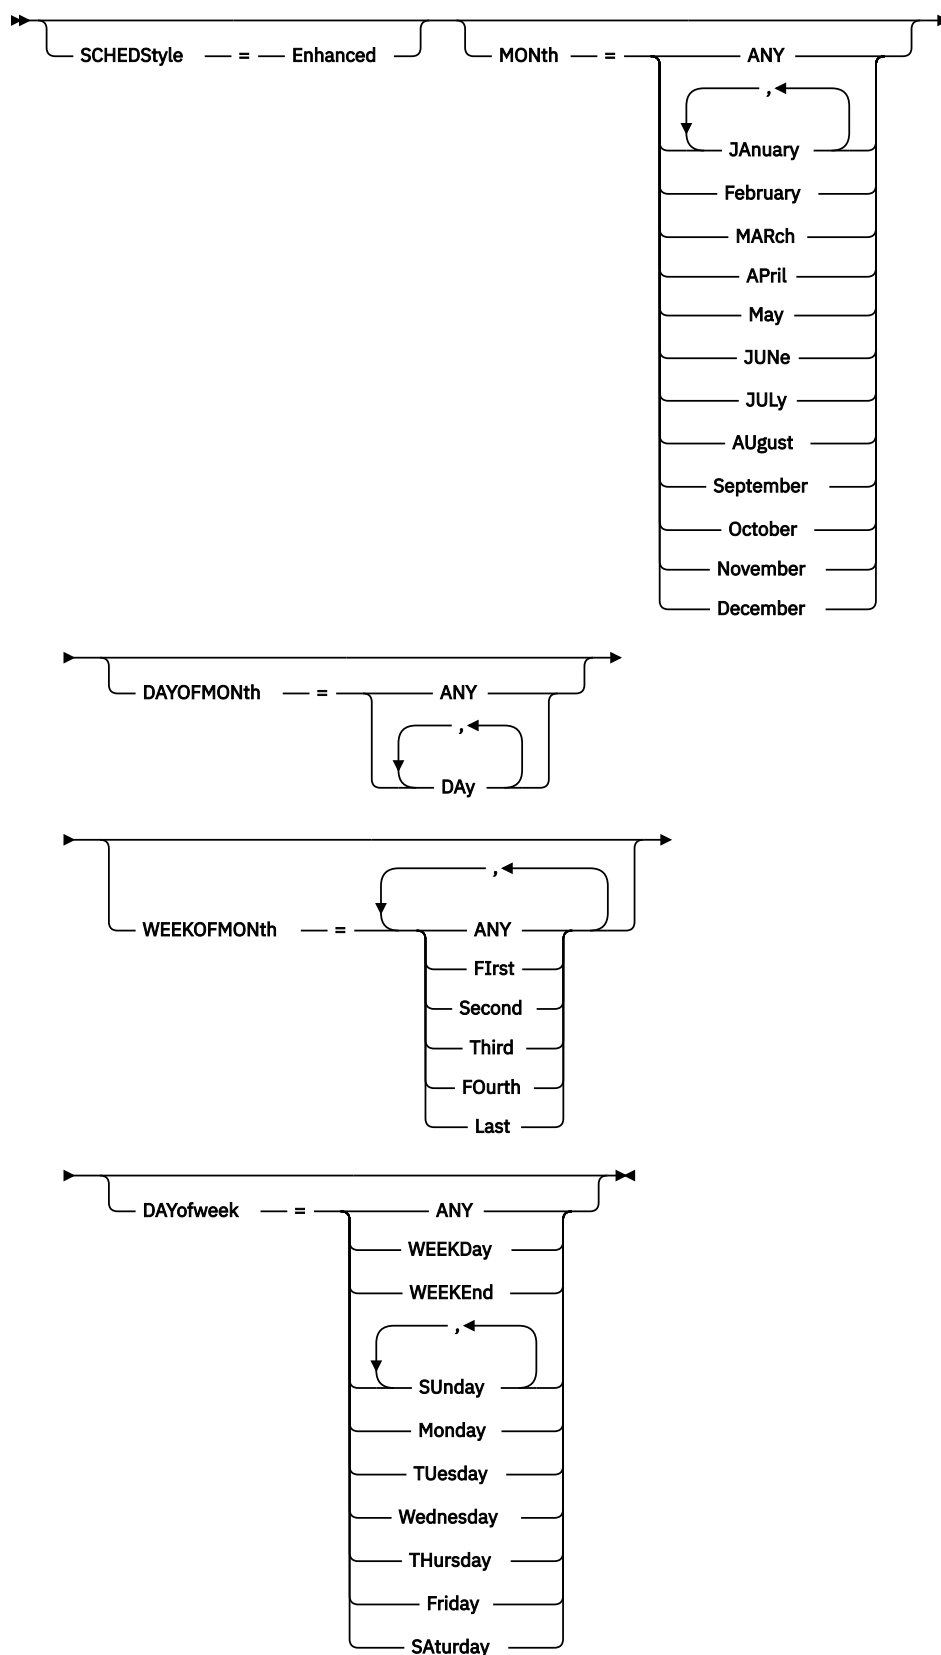 SCHEDStyle = Enhanced MONth = ANY
,
JAnuary
February
MARch
APril
May
JUNe
JULy
AUgust
September
October
November
December
DAYOFMONth = ANY
,
DAy
,
WEEKOFMONth = ANY
FIrst
Second
Third
FOurth
Last
DAYofweek = ANY
WEEKDay
WEEKEnd
,
SUnday
Monday
TUesday
Wednesday
THursday
Friday
SAturday